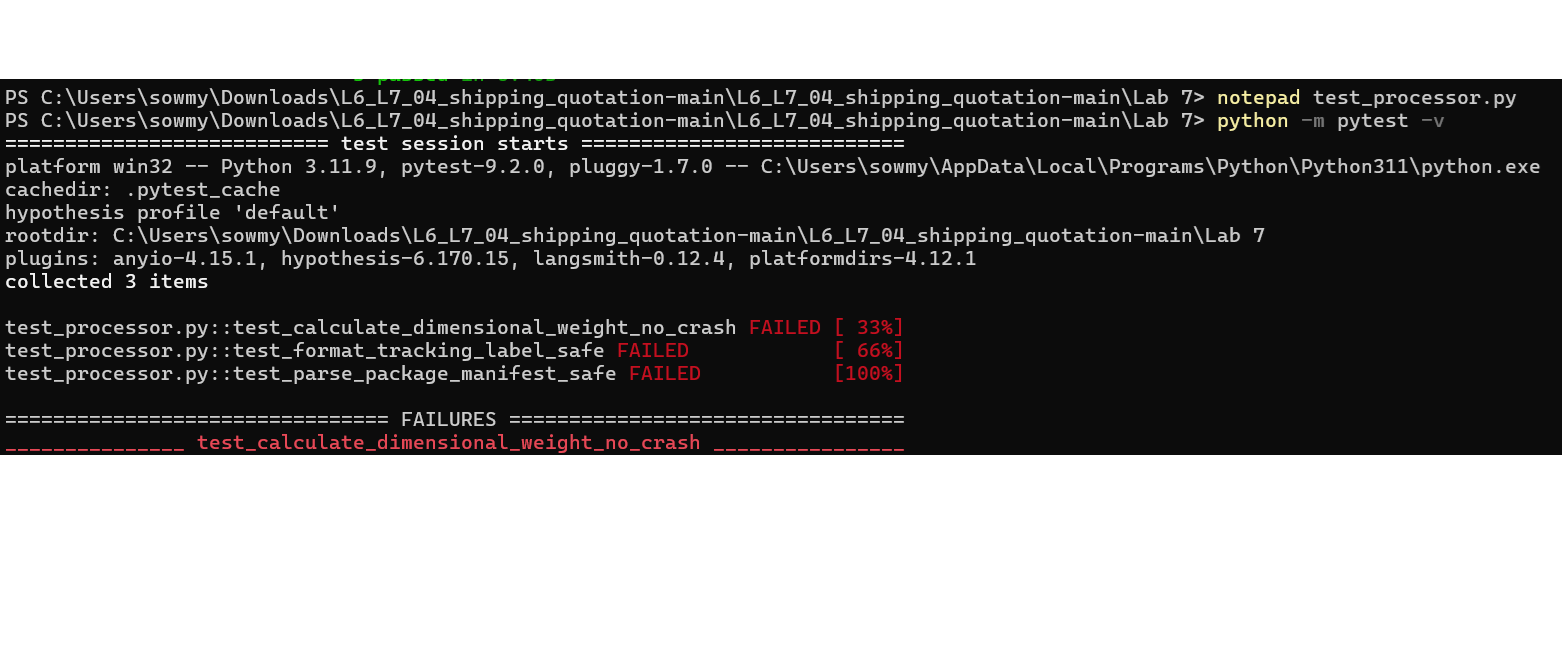 PS C:\Users\sowmy\Downloads\L6_L7_04_shipping_quotation-main\L6_L7_04_shipping_quotation-main\Lab 7> notepad test_processor.py
PS C:\Users\sowmy\Downloads\L6_L7_04_shipping_quotation-main\L6_L7_04_shipping_quotation-main\Lab 7> python -m pytest -v
=========================== test session starts ===========================
platform win32 -- Python 3.11.9, pytest-9.2.0, pluggy-1.7.0 -- C:\Users\sowmy\AppData\Local\Programs\Python\Python311\python.exe
cachedir: .pytest_cache
hypothesis profile 'default'
rootdir: C:\Users\sowmy\Downloads\L6_L7_04_shipping_quotation-main\L6_L7_04_shipping_quotation-main\Lab 7
plugins: anyio-4.15.1, hypothesis-6.170.15, langsmith-0.12.4, platformdirs-4.12.1
collected 3 items
test_processor.py::test_calculate_dimensional_weight_no_crash FAILED [ 33%]
test_processor.py::test_format_tracking_label_safe FAILED            [ 66%]
test_processor.py::test_parse_package_manifest_safe FAILED           [100%]
================================ FAILURES =================================
_______________ test_calculate_dimensional_weight_no_crash ________________